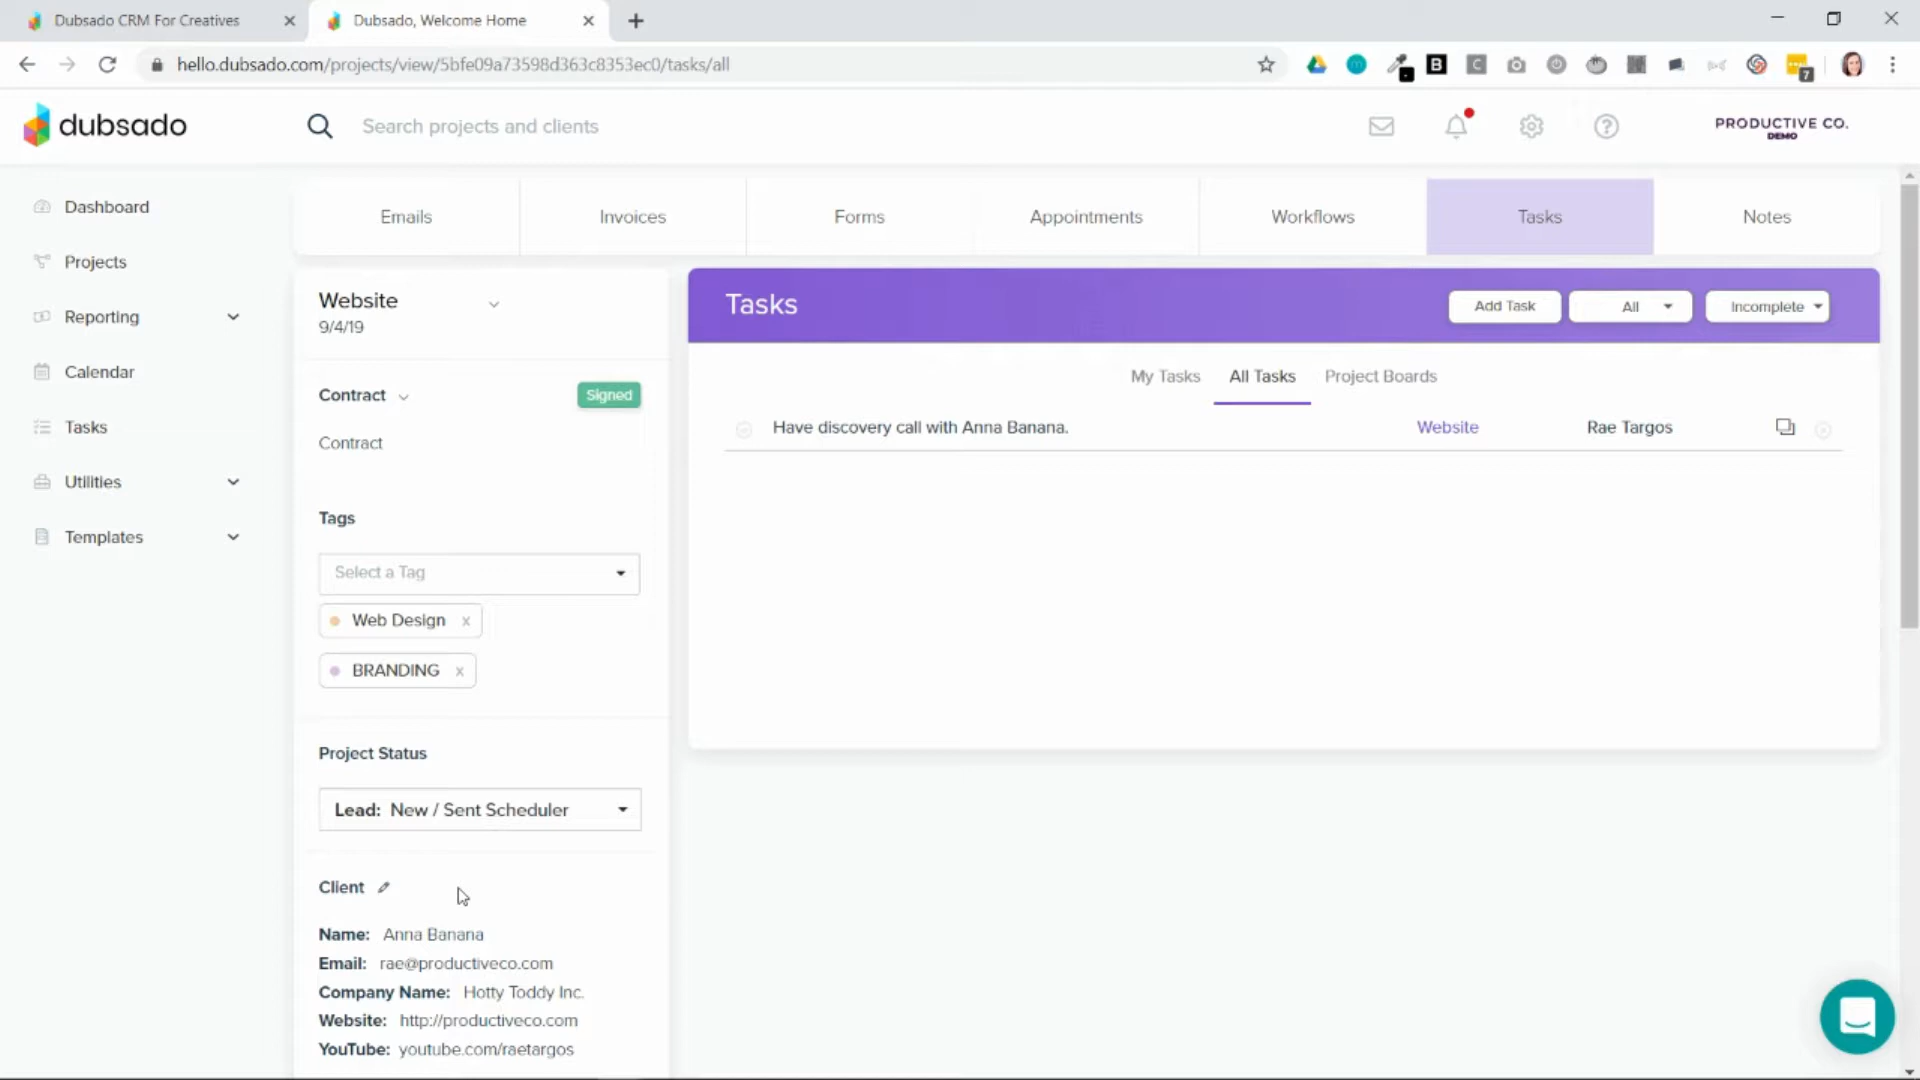 Dubsado CRM For Creatives
Dubsado, Welcome Home
hello.dubsado.com/projects/view/5bfe09a73598d363c8353ec0/tasks/all
B
C
7
dubsado
Search projects and clients
PRODUCTIVE CO.
DEMO
Dashboard
Projects
Reporting
Calendar
Tasks
Utilities
Templates
Emails
Invoices
Forms
Appointments
Workflows
Tasks
Notes
Website
9/4/19
Contract
Signed
Contract
Tags
Select a Tag
Web Design x
BRANDING x
Project Status
Lead: New / Sent Scheduler
Client
Name: Anna Banana
Email: rae@productiveco.com
Company Name: Hotty Toddy Inc.
Website: http://productiveco.com
YouTube: youtube.com/raetargos
Tasks
Add Task
All
Incomplete
My Tasks
All Tasks
Project Boards
Have discovery call with Anna Banana.
Website
Rae Targos